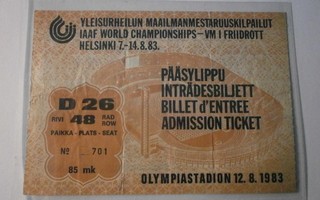 YLEISURHEILUN MAAILMANMESTARUUSKILPAILUT
IAAF WORLD CHAMPIONSHIPS – VM I FRIIDROTT
HELSINKI 7.–14.8.83.
PÄÄSYLIPPU
INTRÄDESBILJETT
BILLET d'ENTREE
ADMISSION TICKET
D 26
RIVI 48 RAD ROW
PAIKKA - PLATS - SEAT
Nº 701
85 mk
OLYMPIASTADION 12.8.1983